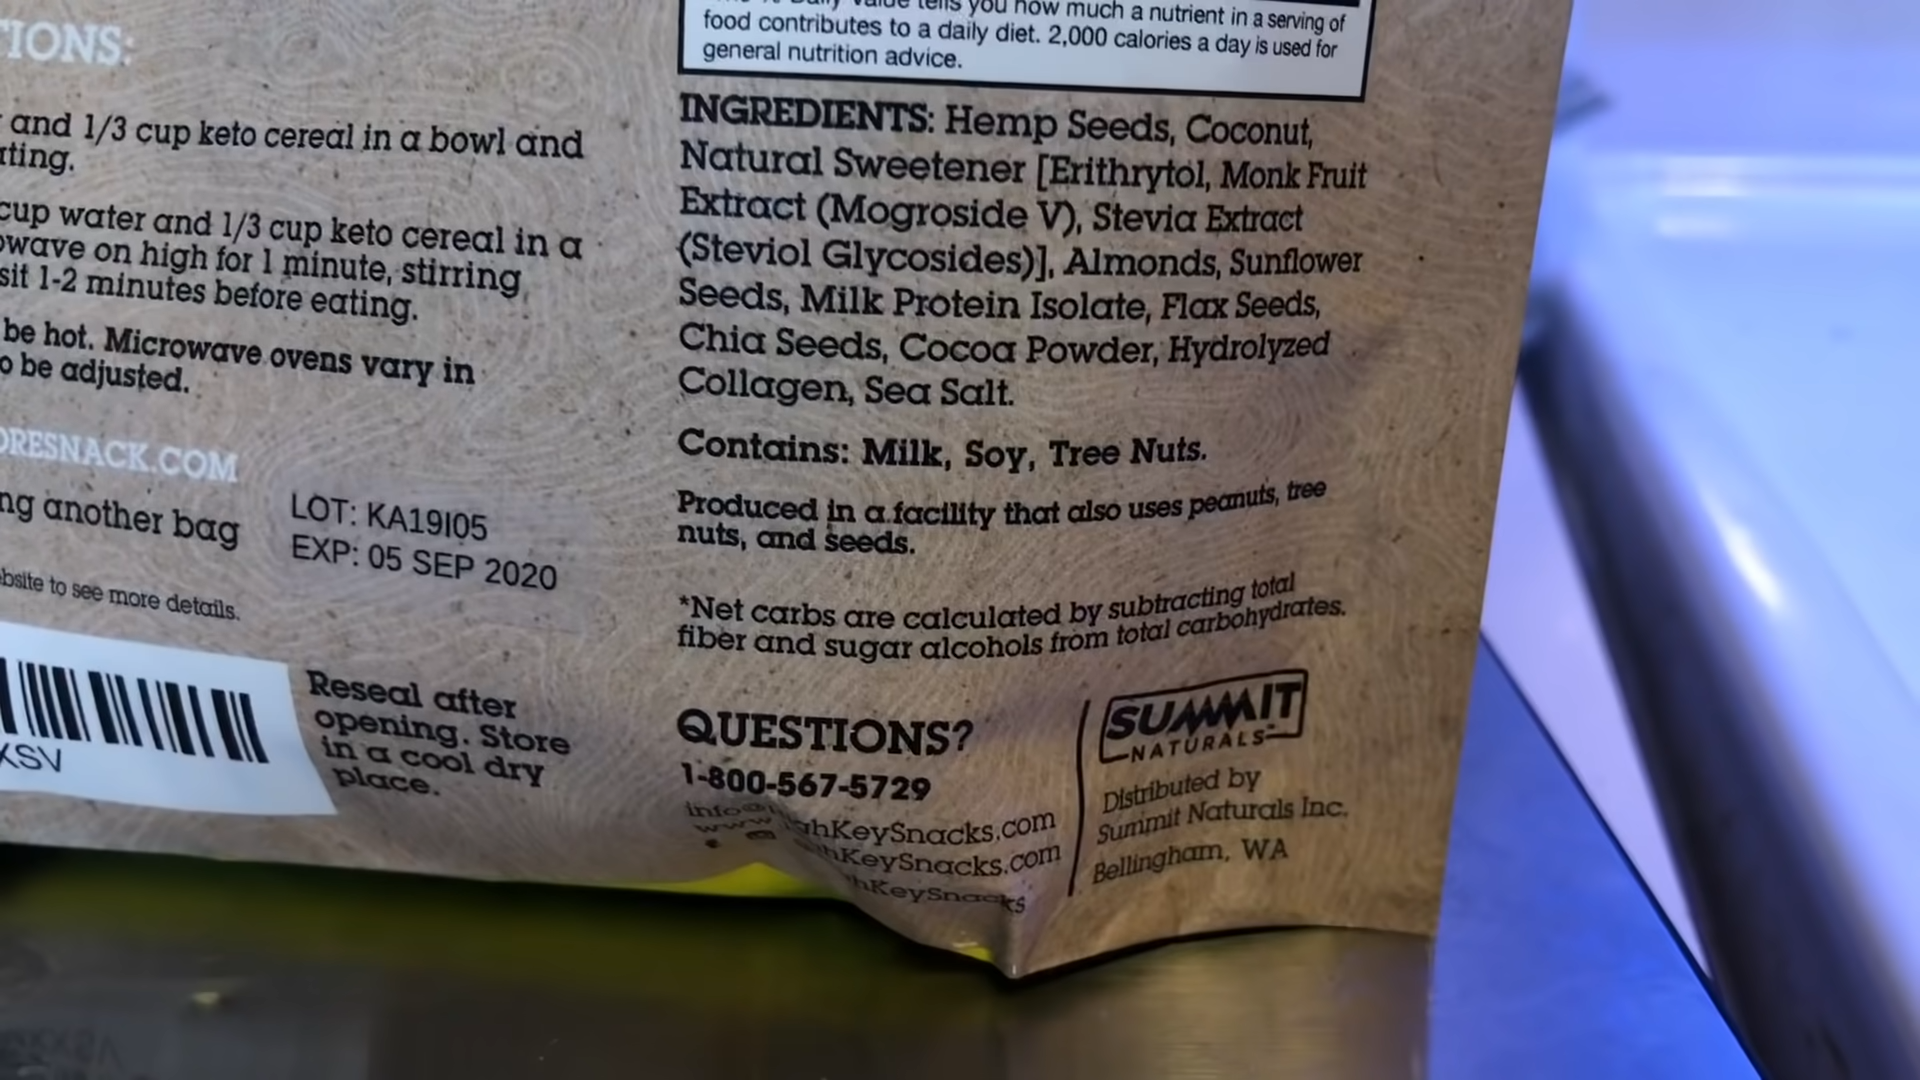 TIONS:
and 1/3 cup keto cereal in a bowl and
ting.
cup water and 1/3 cup keto cereal in a
wave on high for 1 minute, stirring
sit 1-2 minutes before eating.
be hot. Microwave ovens vary in
o be adjusted.
ORESNACK.COM
ng another bag
LOT: KA19I05
EXP: 05 SEP 2020
bsite to see more details.
XSV
Reseal after
opening. Store
in a cool dry
place.
Daily Value tells you how much a nutrient in a serving of
food contributes to a daily diet. 2,000 calories a day is used for
general nutrition advice.
INGREDIENTS: Hemp Seeds, Coconut,
Natural Sweetener [Erithrytol, Monk Fruit
Extract (Mogroside V), Stevia Extract
(Steviol Glycosides)], Almonds, Sunflower
Seeds, Milk Protein Isolate, Flax Seeds,
Chia Seeds, Cocoa Powder, Hydrolyzed
Collagen, Sea Salt.
Contains: Milk, Soy, Tree Nuts.
Produced in a facility that also uses peanuts, tree
nuts, and seeds.
*Net carbs are calculated by subtracting total
fiber and sugar alcohols from total carbohydrates.
QUESTIONS?
1-800-567-5729
info@ ghKeySnacks.com
www ghKeySnacks.com
hKeySnacks
SUMMIT
NATURALS
Distributed by
Summit Naturals Inc.
Bellingham, WA